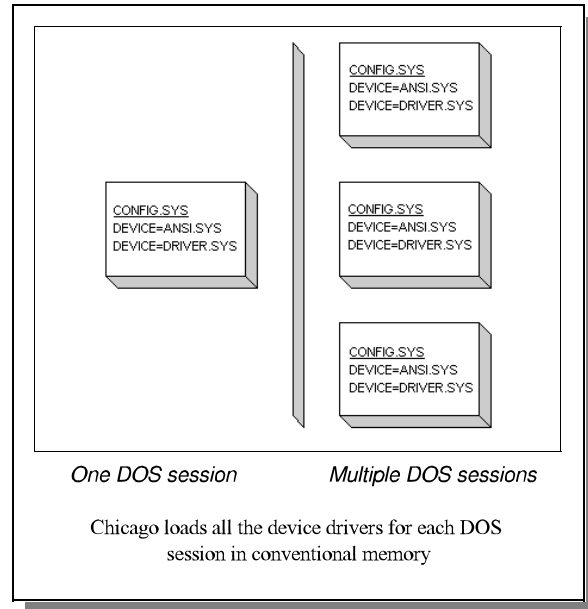 CONFIG.SYS
DEVICE=ANSI.SYS
DEVICE=DRIVER.SYS
CONFIG.SYS
DEVICE=ANSI.SYS
DEVICE=DRIVER.SYS
CONFIG.SYS
DEVICE=ANSI.SYS
DEVICE=DRIVER.SYS
CONFIG.SYS
DEVICE=ANSI.SYS
DEVICE=DRIVER.SYS
One DOS session
Multiple DOS sessions
Chicago loads all the device drivers for each DOS
session in conventional memory